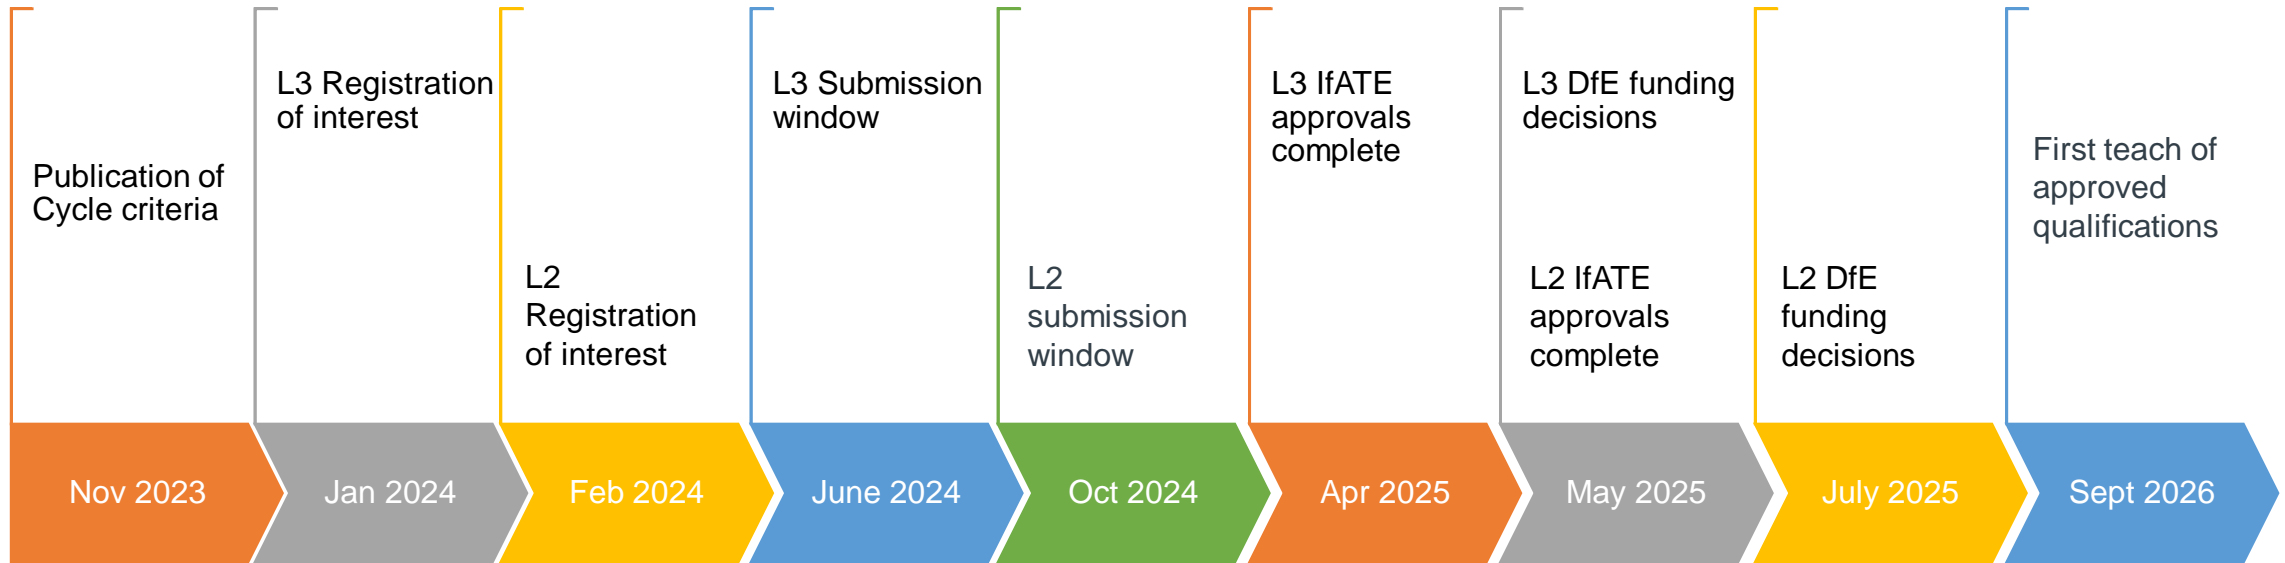 Publication of
Cycle criteria
L3 Registration
of interest
L2
Registration
of interest
L3 Submission
window
L2
submission
window
L3 IfATE
approvals
complete
L3 DfE funding
decisions
L2 IfATE
approvals
complete
L2 DfE
funding
decisions
First teach of
approved
qualifications
Nov 2023
Jan 2024
Feb 2024
June 2024
Oct 2024
Apr 2025
May 2025
July 2025
Sept 2026